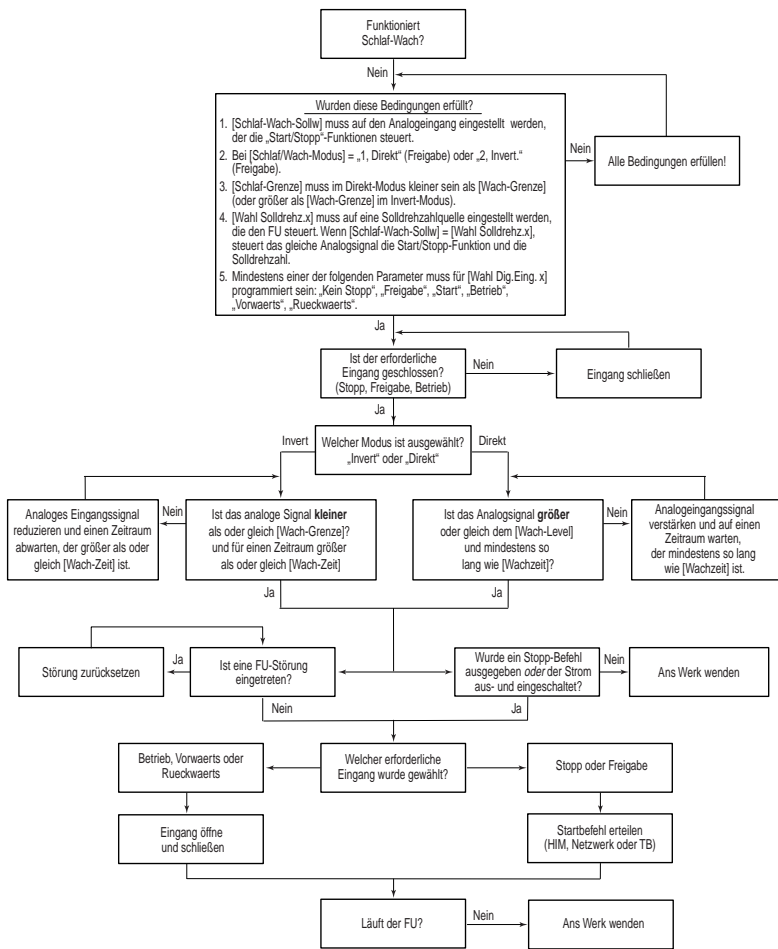 Funktioniert
Schlaf-Wach?
Nein
Wurden diese Bedingungen erfüllt?
1. [Schlaf-Wach-Sollw] muss auf den Analogeingang eingestellt werden,
der die „Start/Stopp“-Funktionen steuert.
2. Bei [Schlaf/Wach-Modus] = „1, Direkt“ (Freigabe) oder „2, Invert.“
(Freigabe).
3. [Schlaf-Grenze] muss im Direkt-Modus kleiner sein als [Wach-Grenze]
(oder größer als [Wach-Grenze] im Invert-Modus).
4. [Wahl Solldrehz.x] muss auf eine Solldrehzahlquelle eingestellt werden,
die den FU steuert. Wenn [Schlaf-Wach-Sollw] = [Wahl Solldrehz.x],
steuert das gleiche Analogsignal die Start/Stopp-Funktion und die
Solldrehzahl.
5. Mindestens einer der folgenden Parameter muss für [Wahl Dig.Eing. x]
programmiert sein: „Kein Stopp“, „Freigabe“, „Start“, „Betrieb“,
„Vorwaerts“, „Rueckwaerts“.
Nein
Alle Bedingungen erfüllen!
Ja
Ist der erforderliche
Eingang geschlossen?
(Stopp, Freigabe, Betrieb)
Nein
Eingang schließen
Ja
Invert
Welcher Modus ist ausgewählt?
„Invert“ oder „Direkt“
Direkt
Analoges Eingangssignal
reduzieren und einen Zeitraum
abwarten, der größer als oder
gleich [Wach-Zeit] ist.
Nein
Ist das analoge Signal kleiner
als oder gleich [Wach-Grenze]?
und für einen Zeitraum größer
als oder gleich [Wach-Zeit]
Ist das Analogsignal größer
oder gleich dem [Wach-Level]
und mindestens so
lang wie [Wachzeit]?
Nein
Analogeingangssignal
verstärken und auf einen
Zeitraum warten,
der mindestens so lang
wie [Wachzeit] ist.
Ja
Ja
Störung zurücksetzen
Ja
Ist eine FU-Störung
eingetreten?
Wurde ein Stopp-Befehl
ausgegeben oder der Strom
aus- und eingeschaltet?
Nein
Ans Werk wenden
Nein
Ja
Betrieb, Vorwaerts oder
Rueckwaerts
Welcher erforderliche
Eingang wurde gewählt?
Stopp oder Freigabe
Eingang öffne
und schließen
Startbefehl erteilen
(HIM, Netzwerk oder TB)
Läuft der FU?
Nein
Ans Werk wenden